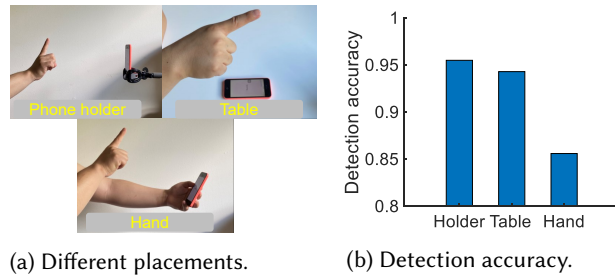 Phone holder
Table
Hand
(a) Different placements.
1
0.95
0.9
0.85
0.8
Detection accuracy
Holder Table Hand
(b) Detection accuracy.